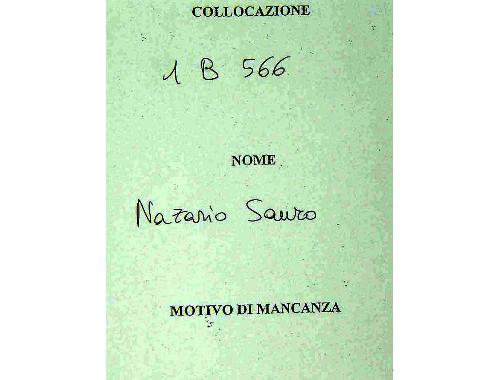 COLLOCAZIONE
1 B 566
NOME
Nazario Sauro
MOTIVO DI MANCANZA